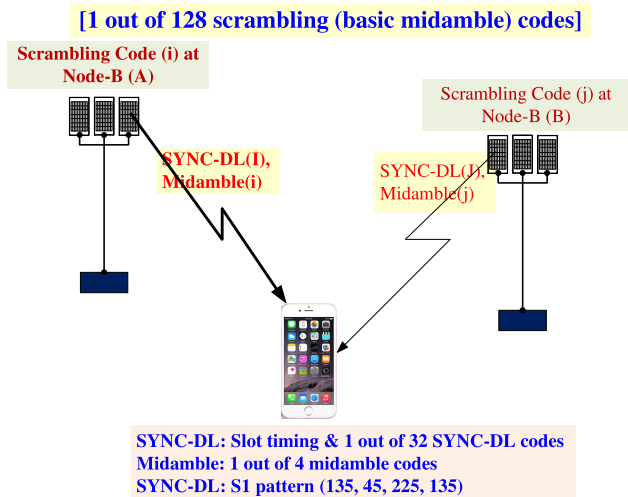 [1 out of 128 scrambling (basic midamble) codes]
Scrambling Code (i) at
Node-B (A)
Scrambling Code (j) at
Node-B (B)
SYNC-DL(I),
Midamble(i)
SYNC-DL(J),
Midamble(j)
SYNC-DL: Slot timing & 1 out of 32 SYNC-DL codes
Midamble: 1 out of 4 midamble codes
SYNC-DL: S1 pattern (135, 45, 225, 135)